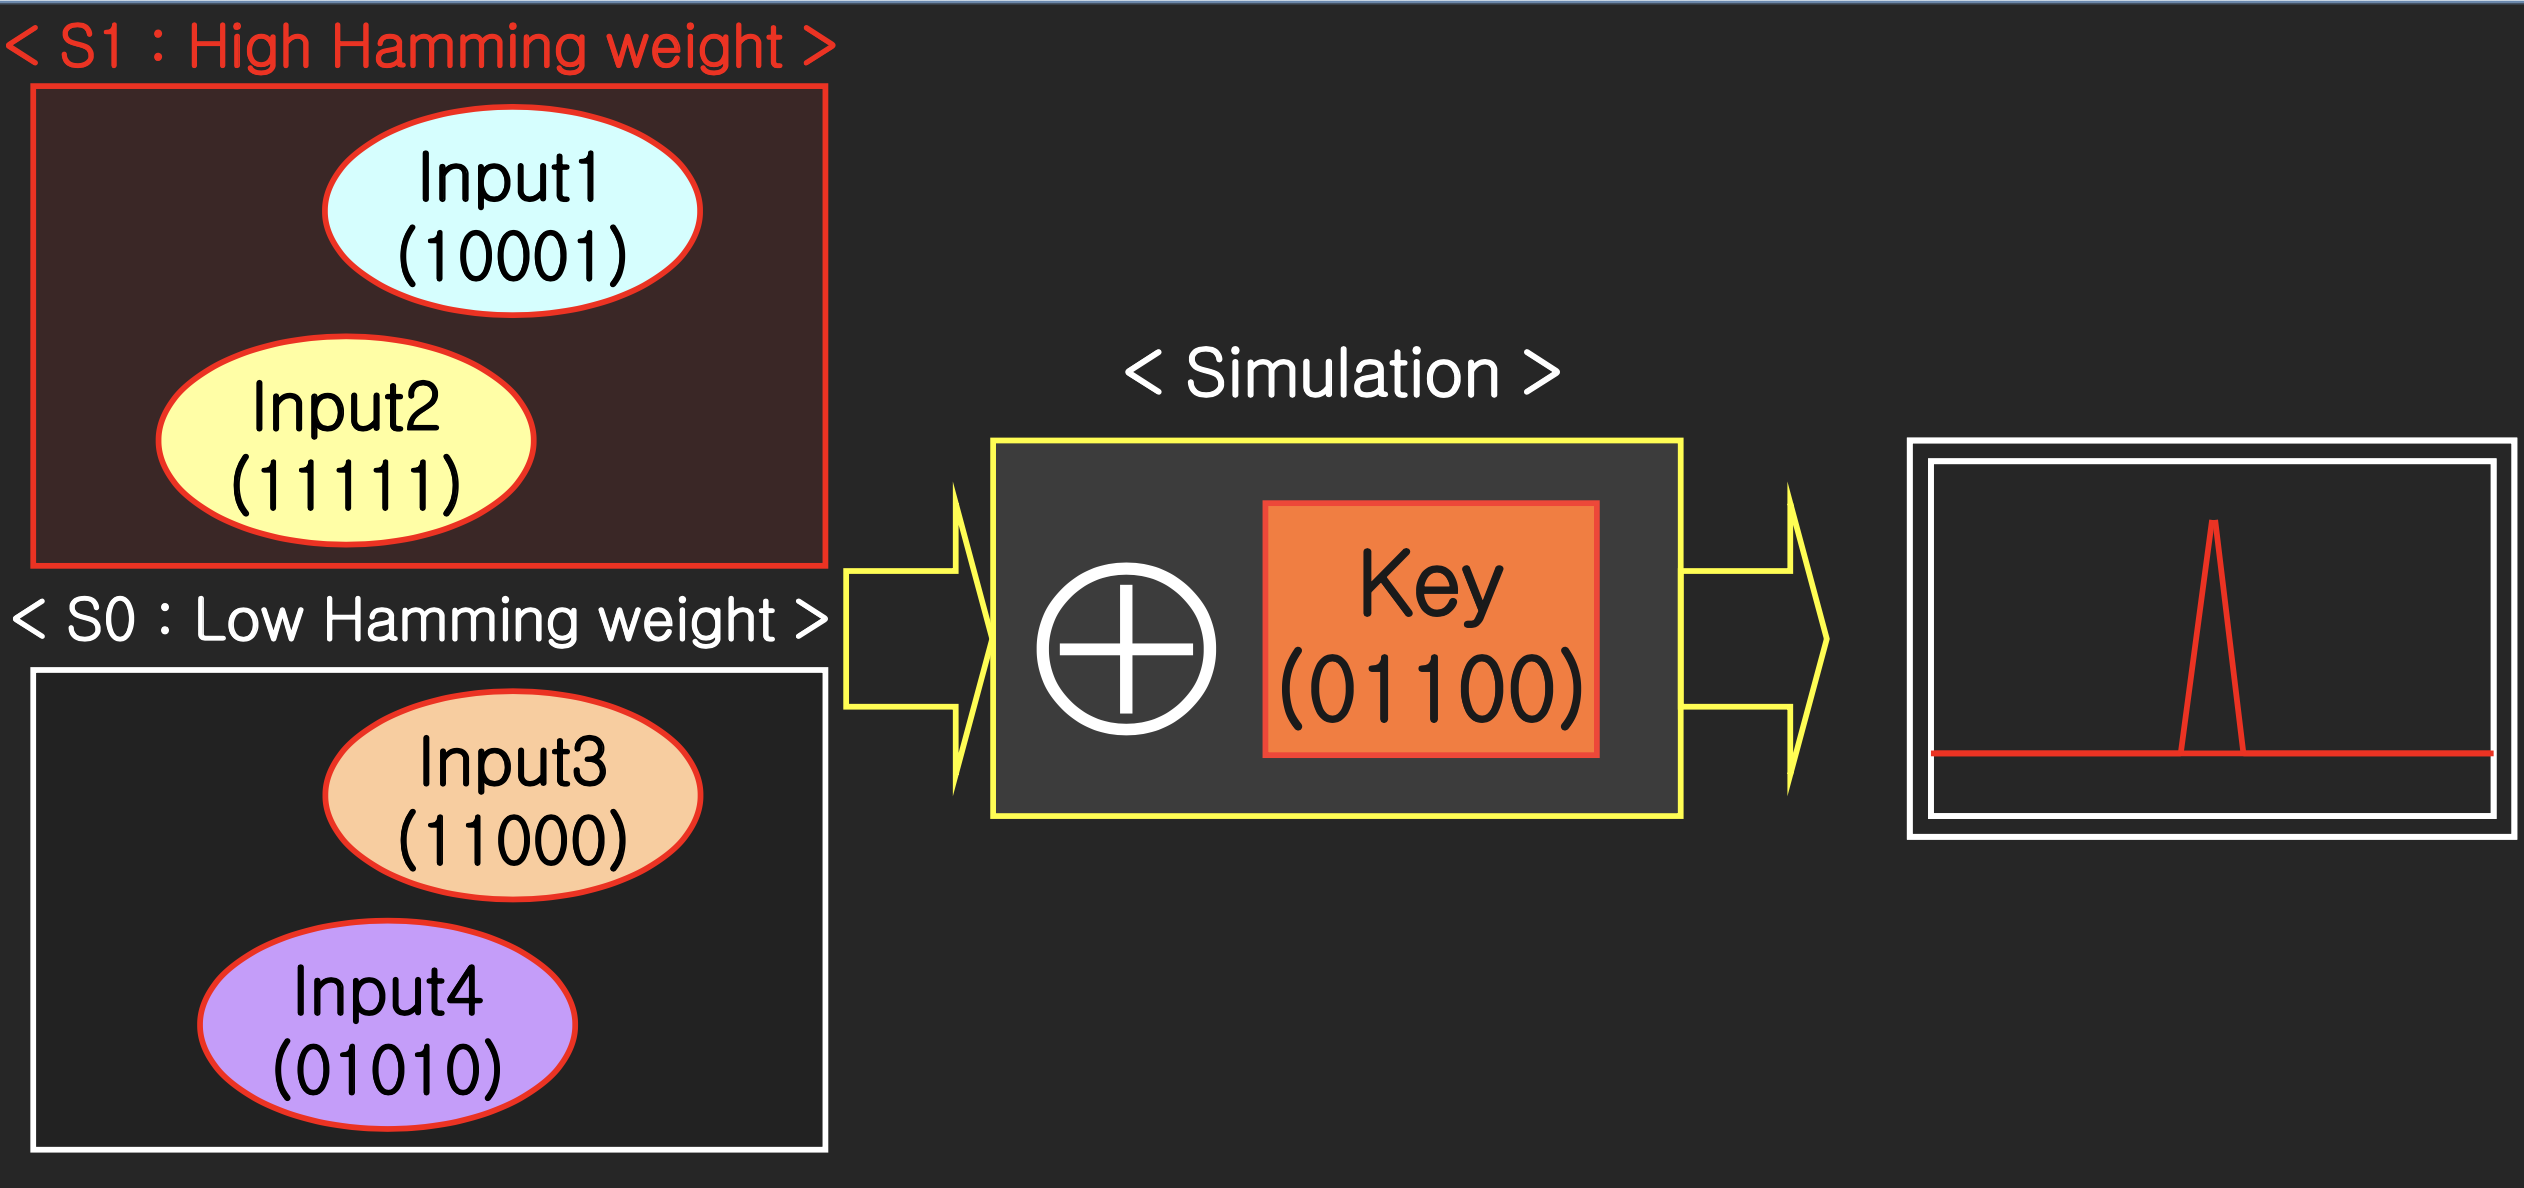 < S1 : High Hamming weight >
Input1
(10001)
Input2
(11111)
< S0 : Low Hamming weight >
Input3
(11000)
Input4
(01010)
< Simulation >
Key
(01100)